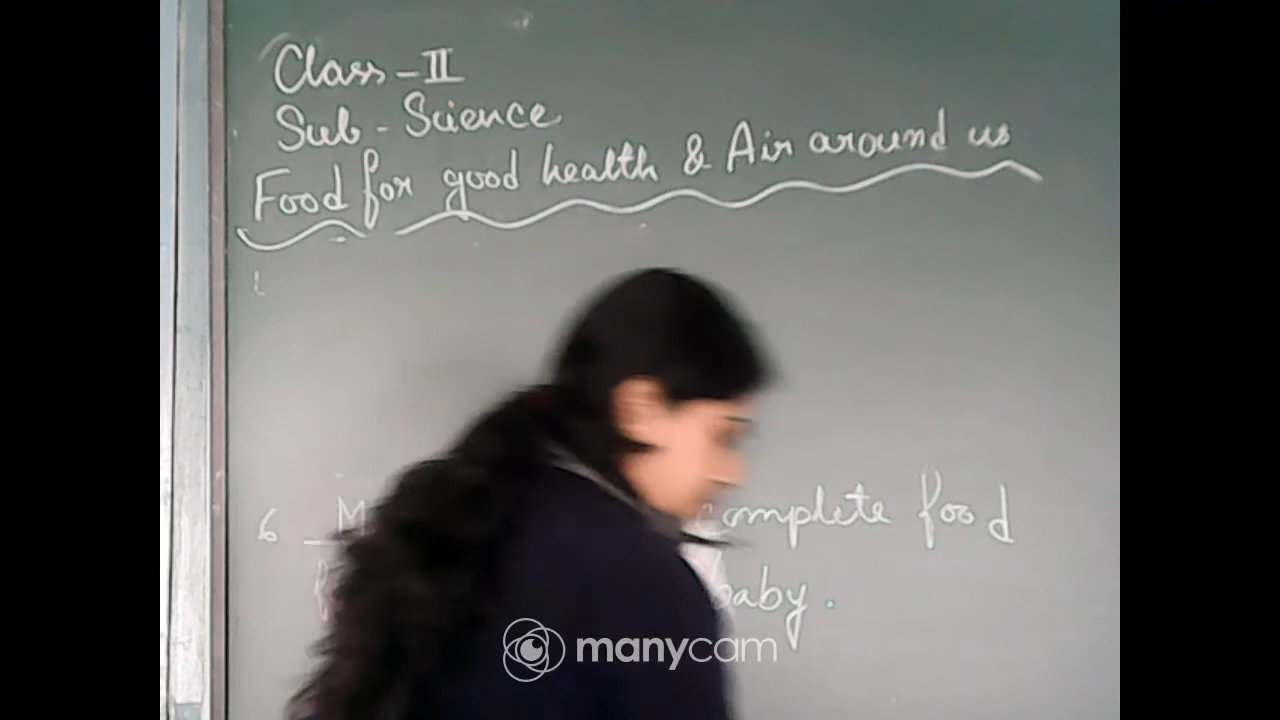 Class - II
Sub - Science
Food for good health & Air around us
6 M complete food
baby.
manycam